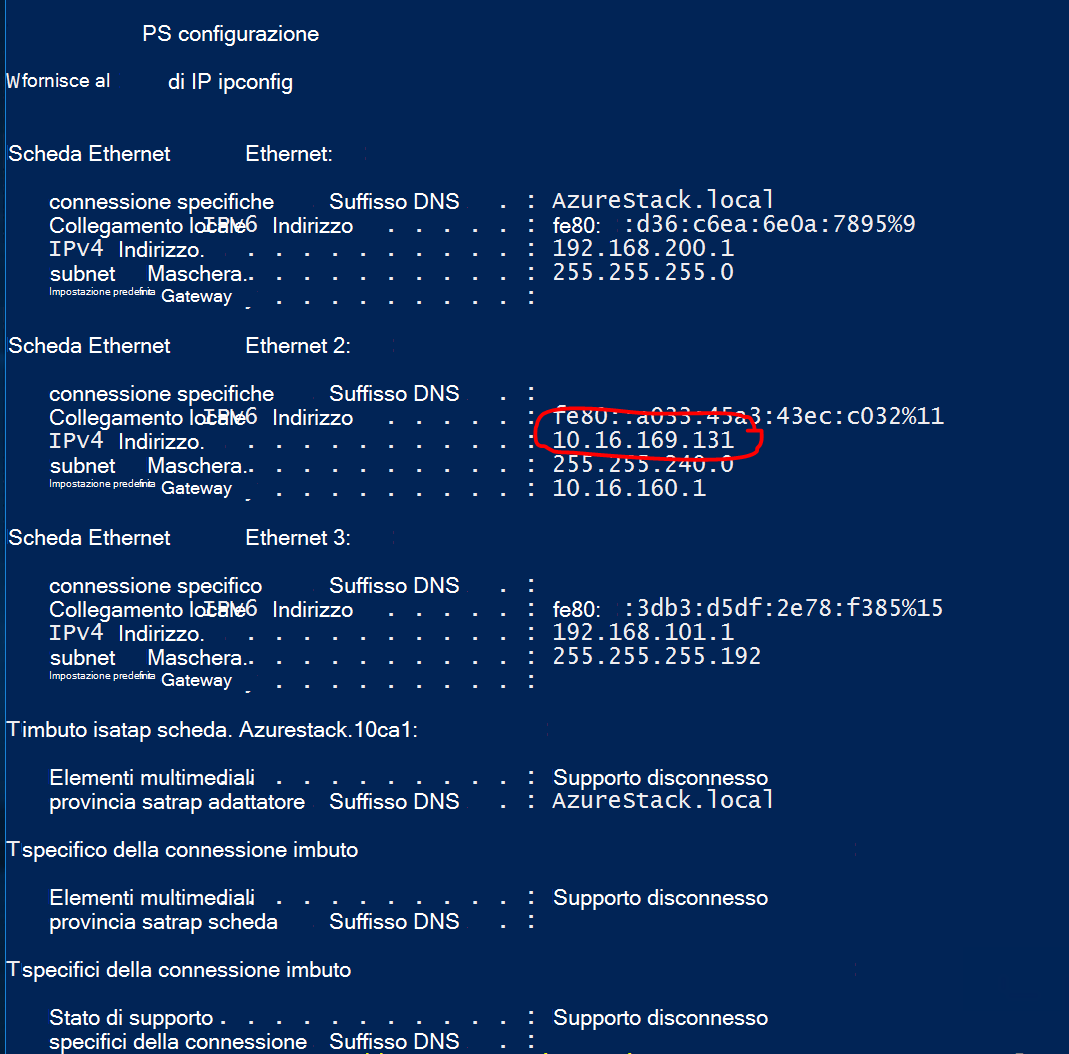 PS configurazione
Wfornisce al di IP ipconfig
Scheda Ethernet Ethernet:
connessione specifiche Suffisso DNS . : AzureStack.local
Collegamento locale IPv6 Indirizzo . . . . . : fe80: :d36:c6ea:6e0a:7895%9
IPv4 Indirizzo. . . . . . . . . . . : 192.168.200.1
subnet Maschera. . . . . . . . . . . : 255.255.255.0
Impostazione predefinita Gateway . . . . . . . . . :
Scheda Ethernet Ethernet 2:
connessione specifiche Suffisso DNS . :
Collegamento locale IPv6 Indirizzo . . . . . : fe80::a033:45a3:43ec:c032%11
IPv4 Indirizzo. . . . . . . . . . . : 10.16.169.131
subnet Maschera. . . . . . . . . . . : 255.255.240.0
Impostazione predefinita Gateway . . . . . . . . . : 10.16.160.1
Scheda Ethernet Ethernet 3:
connessione specifico Suffisso DNS . :
Collegamento locale IPv6 Indirizzo . . . . . : fe80: :3db3:d5df:2e78:f385%15
IPv4 Indirizzo. . . . . . . . . . . : 192.168.101.1
subnet Maschera. . . . . . . . . . . : 255.255.255.192
Impostazione predefinita Gateway . . . . . . . . . :
Timbuto isatap scheda. Azurestack.10ca1:
Elementi multimediali . . . . . . . . . : Supporto disconnesso
provincia satrap adattatore Suffisso DNS . : AzureStack.local
Tspecifico della connessione imbuto
Elementi multimediali . . . . . . . . . : Supporto disconnesso
provincia satrap scheda Suffisso DNS . :
Tspecifici della connessione imbuto
Stato di supporto . . . . . . . . . . . : Supporto disconnesso
specifici della connessione Suffisso DNS . :